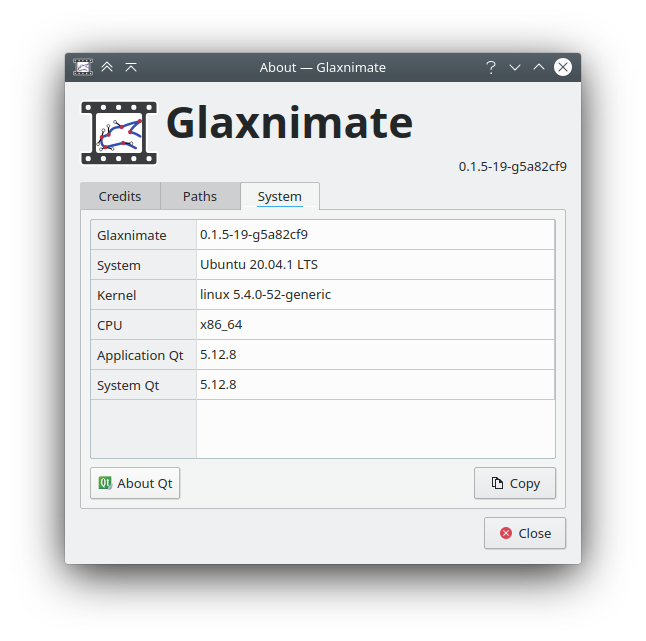 About — Glaxnimate
Glaxnimate
0.1.5-19-g5a82cf9
Credits Paths System
Glaxnimate 0.1.5-19-g5a82cf9
System Ubuntu 20.04.1 LTS
Kernel linux 5.4.0-52-generic
CPU x86_64
Application Qt 5.12.8
System Qt 5.12.8
About Qt Copy
Close